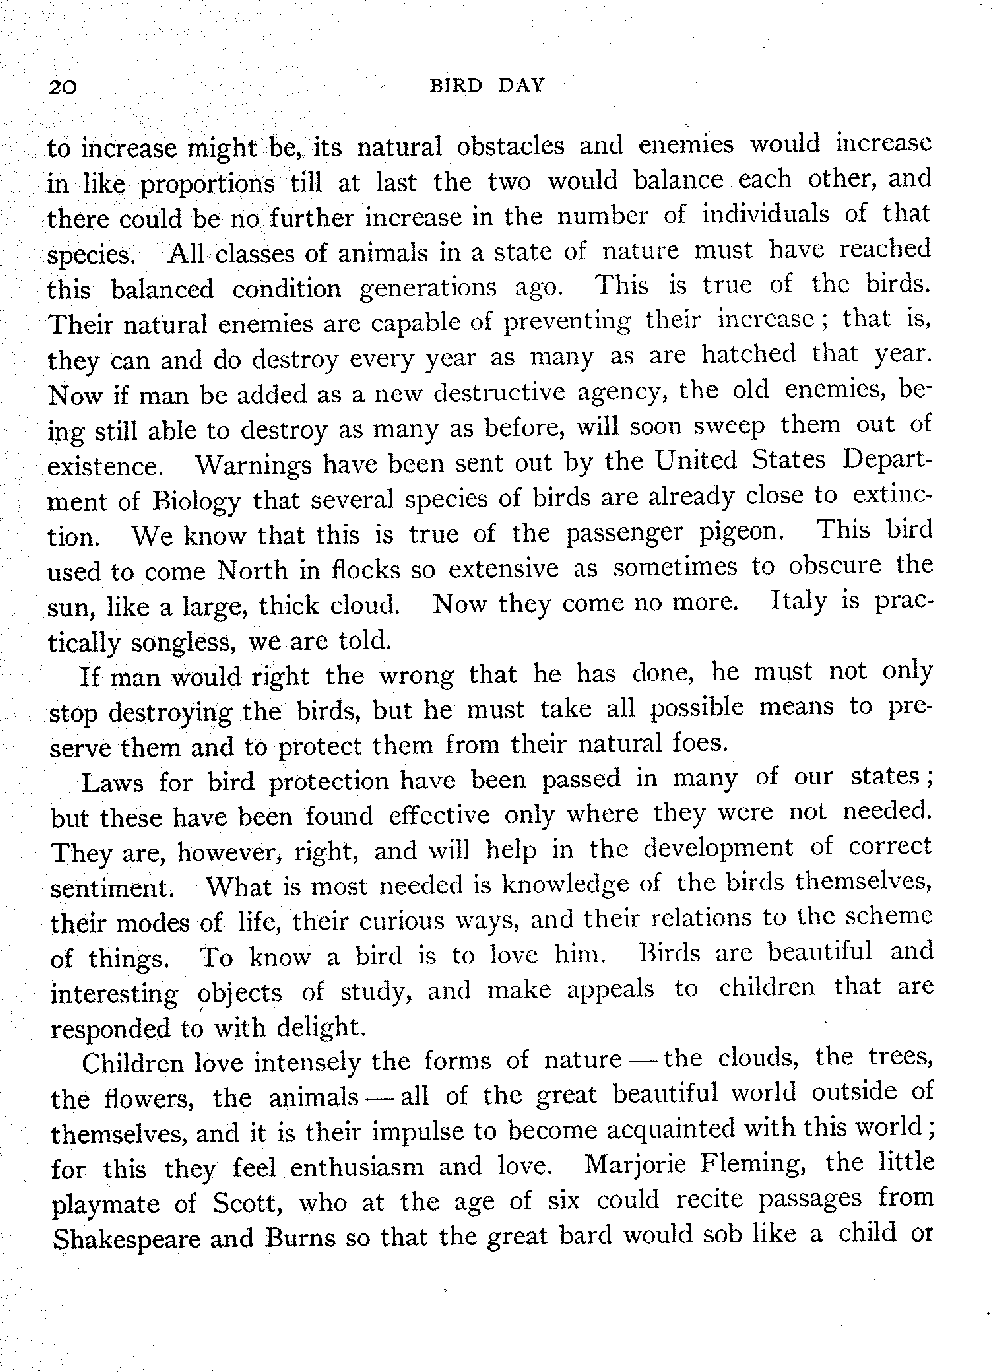 20 BIRD DAY
to increase might be, its natural obstacles and enemies would increase
in like proportions till at last the two would balance each other, and
there could be no further increase in the number of individuals of that
species. All classes of animals in a state of nature must have reached
this balanced condition generations ago. This is true of the birds.
Their natural enemies are capable of preventing their increase; that is,
they can and do destroy every year as many as are hatched that year.
Now if man be added as a new destructive agency, the old enemies, be-
ing still able to destroy as many as before, will soon sweep them out of
existence. Warnings have been sent out by the United States Depart-
ment of Biology that several species of birds are already close to extinc-
tion. We know that this is true of the passenger pigeon. This bird
used to come North in flocks so extensive as sometimes to obscure the
sun, like a large, thick cloud. Now they come no more. Italy is prac-
tically songless, we are told.
If man would right the wrong that he has done, he must not only
stop destroying the birds, but he must take all possible means to pre-
serve them and to protect them from their natural foes.
Laws for bird protection have been passed in many of our states;
but these have been found effective only where they were not needed.
They are, however, right, and will help in the development of correct
sentiment. What is most needed is knowledge of the birds themselves,
their modes of life, their curious ways, and their relations to the scheme
of things. To know a bird is to love him. Birds are beautiful and
interesting objects of study, and make appeals to children that are
responded to with delight.
Children love intensely the forms of nature — the clouds, the trees,
the flowers, the animals — all of the great beautiful world outside of
themselves, and it is their impulse to become acquainted with this world;
for this they feel enthusiasm and love. Marjorie Fleming, the little
playmate of Scott, who at the age of six could recite passages from
Shakespeare and Burns so that the great bard would sob like a child or